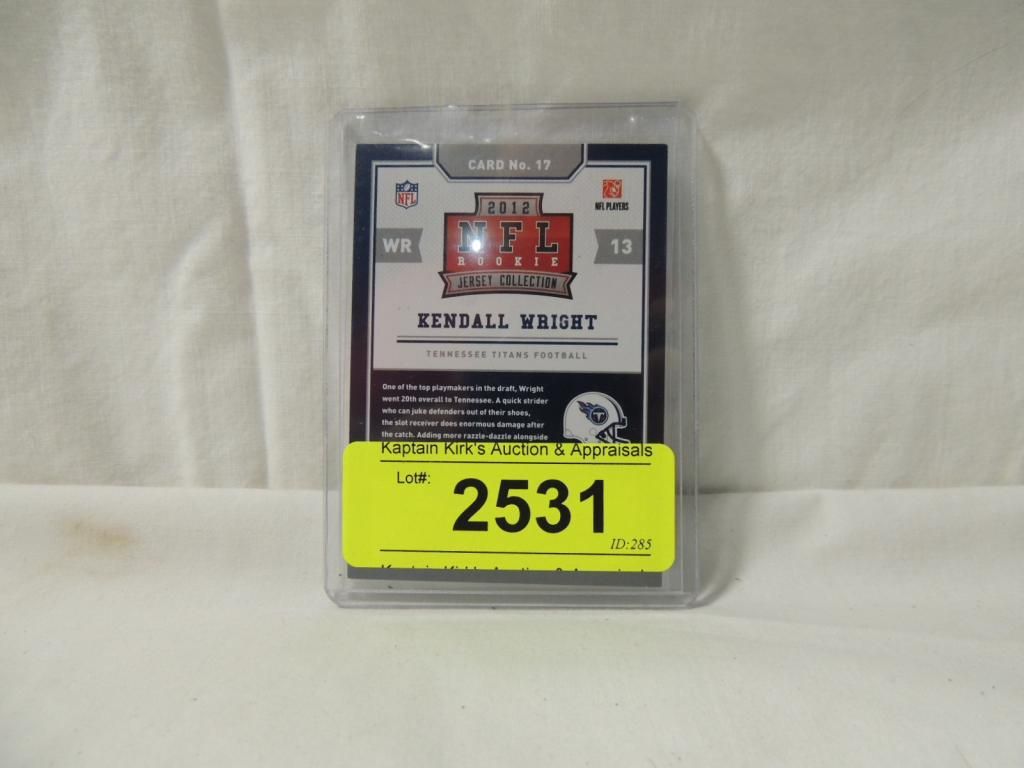 CARD No. 17
NFL
NFL PLAYERS
2012
WR
NFL
13
ROOKIE
JERSEY COLLECTION
KENDALL WRIGHT
TENNESSEE TITANS FOOTBALL
One of the top playmakers in the draft, Wright
went 20th overall to Tennessee. A quick strider
who can juke defenders out of their shoes,
the slot receiver does enormous damage after
the catch. Adding more razzle-dazzle alongside
Kaptain Kirk's Auction & Appraisals
Lot#:
2531
ID:285